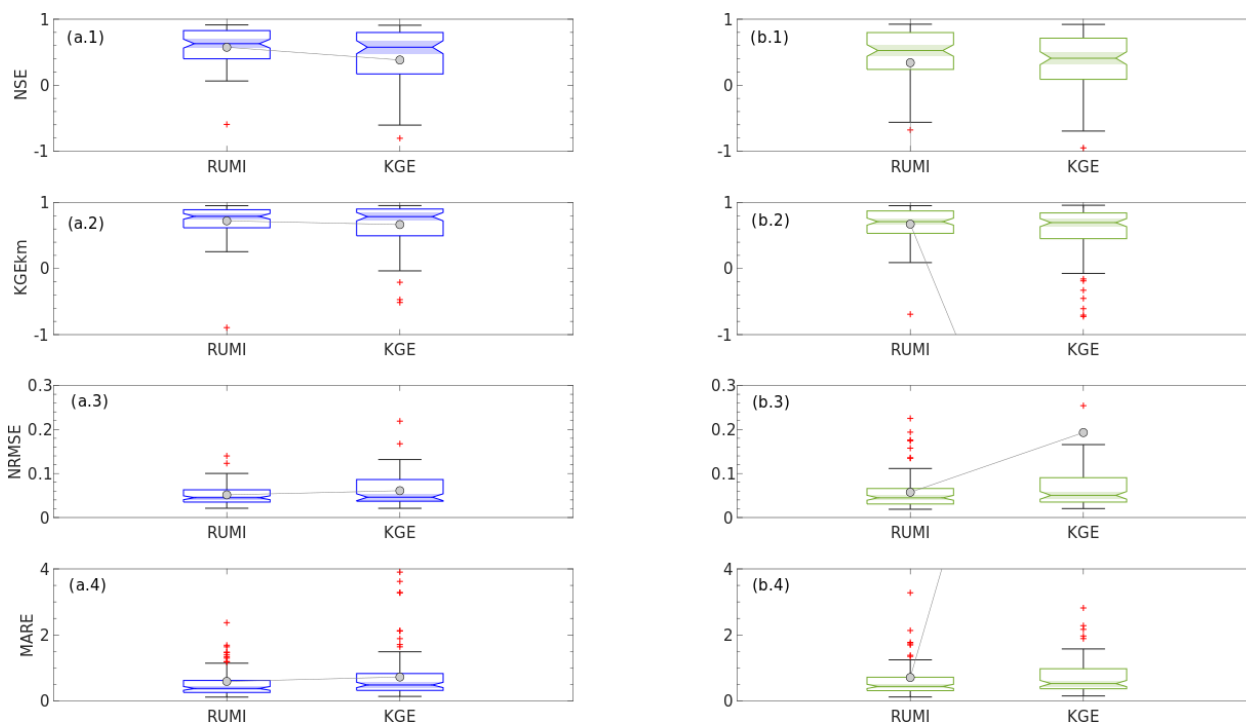 (a.1)
NSE
1
0
-1
RUMI KGE
(b.1)
1
0
-1
RUMI KGE
(a.2)
KGEkm
1
0
-1
RUMI KGE
(b.2)
1
0
-1
RUMI KGE
(a.3)
NRMSE
0.3
0.2
0.1
0
RUMI KGE
(b.3)
0.3
0.2
0.1
0
RUMI KGE
(a.4)
MARE
4
2
0
RUMI KGE
(b.4)
4
2
0
RUMI KGE